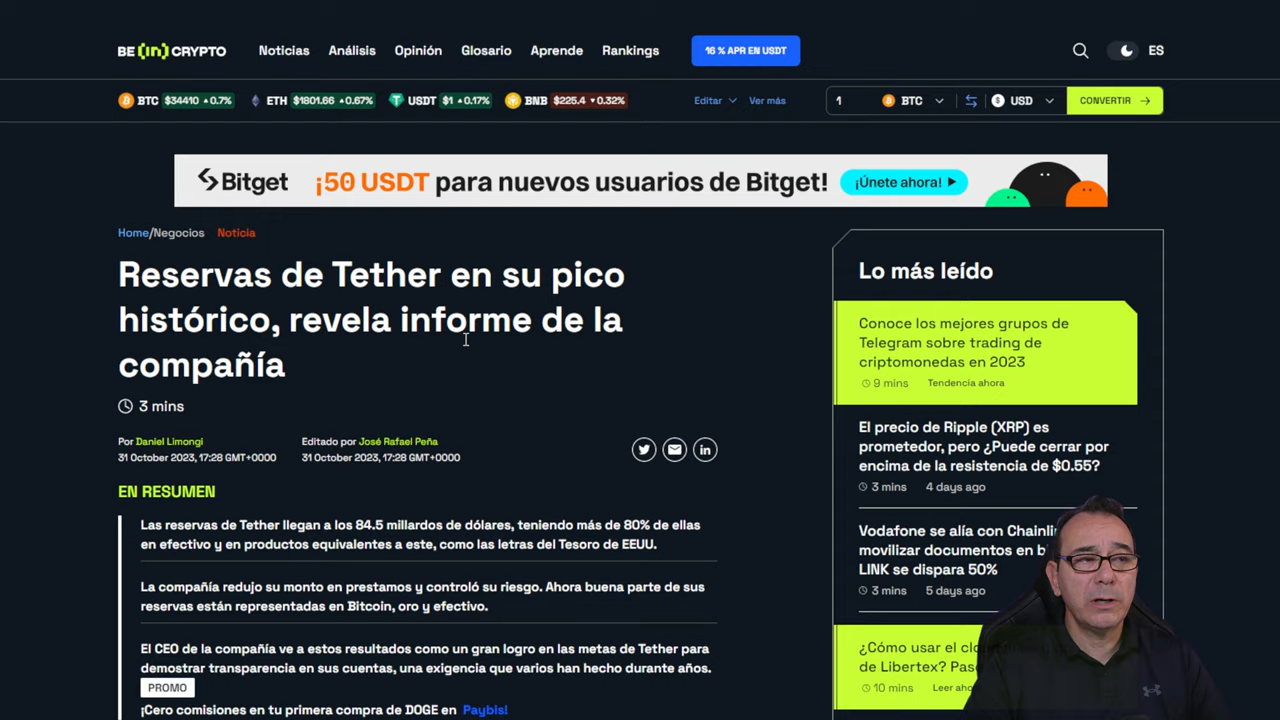 BE[in]CRYPTO
Noticias
Análisis
Opinión
Glosario
Aprende
Rankings
16 % APR EN USDT
ES
BTC $34410 ▲ 0.7%
ETH $1801.66 ▲ 0.67%
USDT $1 ▲ 0.17%
BNB $225.4 ▼ 0.32%
Editar
Ver más
1
BTC
USD
CONVERTIR →
Bitget ¡50 USDT para nuevos usuarios de Bitget! ¡Únete ahora!
Home/Negocios Noticia
Reservas de Tether en su pico
histórico, revela informe de la
compañía
3 mins
Por Daniel Limongi
31 October 2023, 17:28 GMT+0000
Editado por José Rafael Peña
31 October 2023, 17:28 GMT+0000
EN RESUMEN
Las reservas de Tether llegan a los 84.5 millardos de dólares, teniendo más de 80% de ellas
en efectivo y en productos equivalentes a este, como las letras del Tesoro de EEUU.
La compañía redujo su monto en prestamos y controló su riesgo. Ahora buena parte de sus
reservas están representadas en Bitcoin, oro y efectivo.
El CEO de la compañía ve a estos resultados como un gran logro en las metas de Tether para
demostrar transparencia en sus cuentas, una exigencia que varios han hecho durante años.
PROMO
¡Cero comisiones en tu primera compra de DOGE en Paybis!
Lo más leído
Conoce los mejores grupos de
Telegram sobre trading de
criptomonedas en 2023
9 mins Tendencia ahora
El precio de Ripple (XRP) es
prometedor, pero ¿Puede cerrar por
encima de la resistencia de $0.55?
3 mins 4 days ago
Vodafone se alía con
movilizar documentos en
LINK se dispara 50%
3 mins 5 days ago
¿Cómo usar el
de Libertex?
10 mins Leer